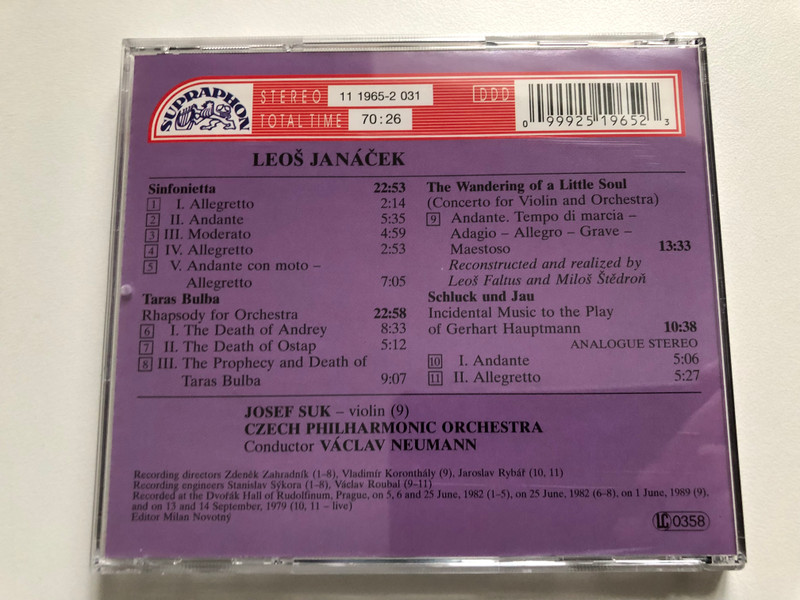 SUPRAPHON
STEREO 11 1965-2 031 DDD
TOTAL TIME 70:26
0 99925 19652 3
LEOŠ JANÁČEK
Sinfonietta 22:53
1 I. Allegretto 2:14
2 II. Andante 5:35
3 III. Moderato 4:59
4 IV. Allegretto 2:53
5 V. Andante con moto –
Allegretto 7:05
Taras Bulba
Rhapsody for Orchestra 22:58
6 I. The Death of Andrey 8:33
7 II. The Death of Ostap 5:12
8 III. The Prophecy and Death of
Taras Bulba 9:07
The Wandering of a Little Soul
(Concerto for Violin and Orchestra)
9 Andante. Tempo di marcia –
Adagio – Allegro – Grave –
Maestoso 13:33
Reconstructed and realized by
Leoš Faltus and Miloš Štědroň
Schluck und Jau
Incidental Music to the Play
of Gerhart Hauptmann 10:38
ANALOGUE STEREO
10 I. Andante 5:06
11 II. Allegretto 5:27
JOSEF SUK – violin (9)
CZECH PHILHARMONIC ORCHESTRA
Conductor VÁCLAV NEUMANN
Recording directors Zdeněk Zahradník (1–8), Vladimír Koronthály (9), Jaroslav Rybář (10, 11)
Recording engineers Stanislav Sýkora (1–8), Václav Roubal (9–11)
Recorded at the Dvořák Hall of Rudolfinum, Prague, on 5, 6 and 25 June, 1982 (1–5), on 25 June, 1982 (6–8), on 1 June, 1989 (9),
and on 13 and 14 September, 1979 (10, 11 – live)
Editor Milan Novotný
LC 0358